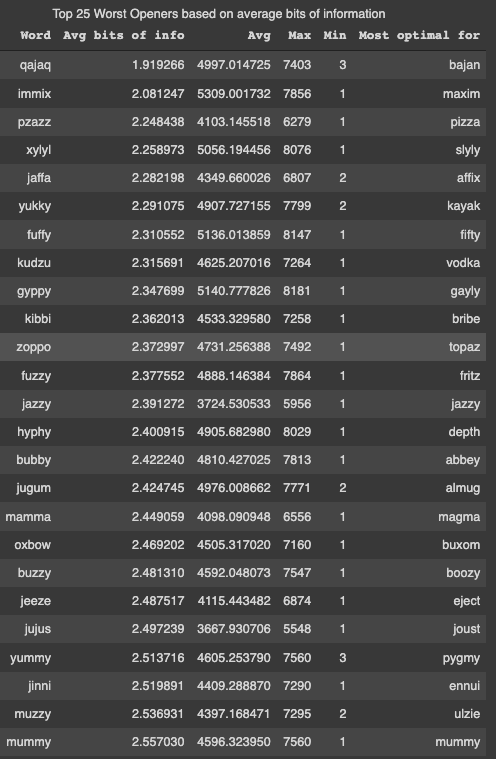 Top 25 Worst Openers based on average bits of information
Word Avg bits of info Avg Max Min Most optimal for
qajaq 1.919266 4997.014725 7403 3 bajan
immix 2.081247 5309.001732 7856 1 maxim
pzazz 2.248438 4103.145518 6279 1 pizza
xylyl 2.258973 5056.194456 8076 1 slyly
jaffa 2.282198 4349.660026 6807 2 affix
yukky 2.291075 4907.727155 7799 2 kayak
fuffy 2.310552 5136.013859 8147 1 fifty
kudzu 2.315691 4625.207016 7264 1 vodka
gyppy 2.347699 5140.777826 8181 1 gayly
kibbi 2.362013 4533.329580 7258 1 bribe
zoppo 2.372997 4731.256388 7492 1 topaz
fuzzy 2.377552 4888.146384 7864 1 fritz
jazzy 2.391272 3724.530533 5956 1 jazzy
hyphy 2.400915 4905.682980 8029 1 depth
bubby 2.422240 4810.427025 7813 1 abbey
jugum 2.424745 4976.008662 7771 2 almug
mamma 2.449059 4098.090948 6556 1 magma
oxbow 2.469202 4505.317020 7160 1 buxom
buzzy 2.481310 4592.048073 7547 1 boozy
jeeze 2.487517 4115.443482 6874 1 eject
jujus 2.497239 3667.930706 5548 1 joust
yummy 2.513716 4605.253790 7560 3 pygmy
jinni 2.519891 4409.288870 7290 1 ennui
muzzy 2.536931 4397.168471 7295 2 ulzie
mummy 2.557030 4596.323950 7560 1 mummy